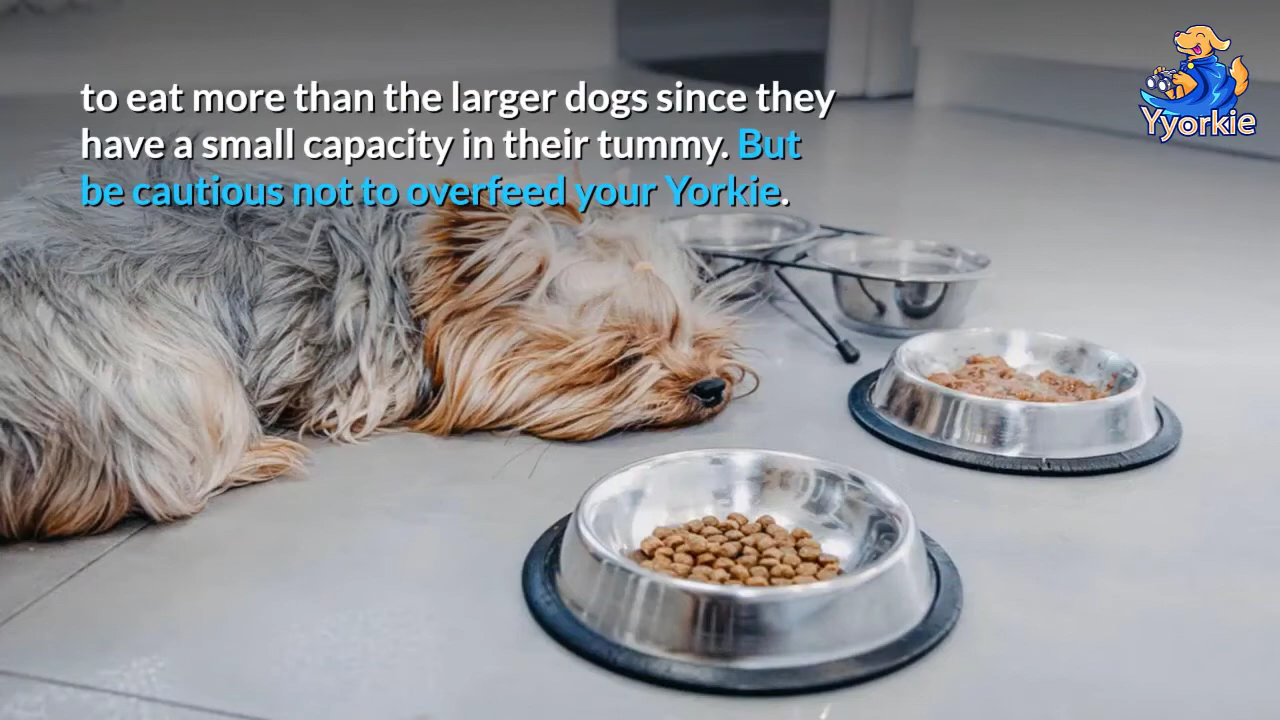 to eat more than the larger dogs since they
have a small capacity in their tummy. But
be cautious not to overfeed your Yorkie.
Yyorkie